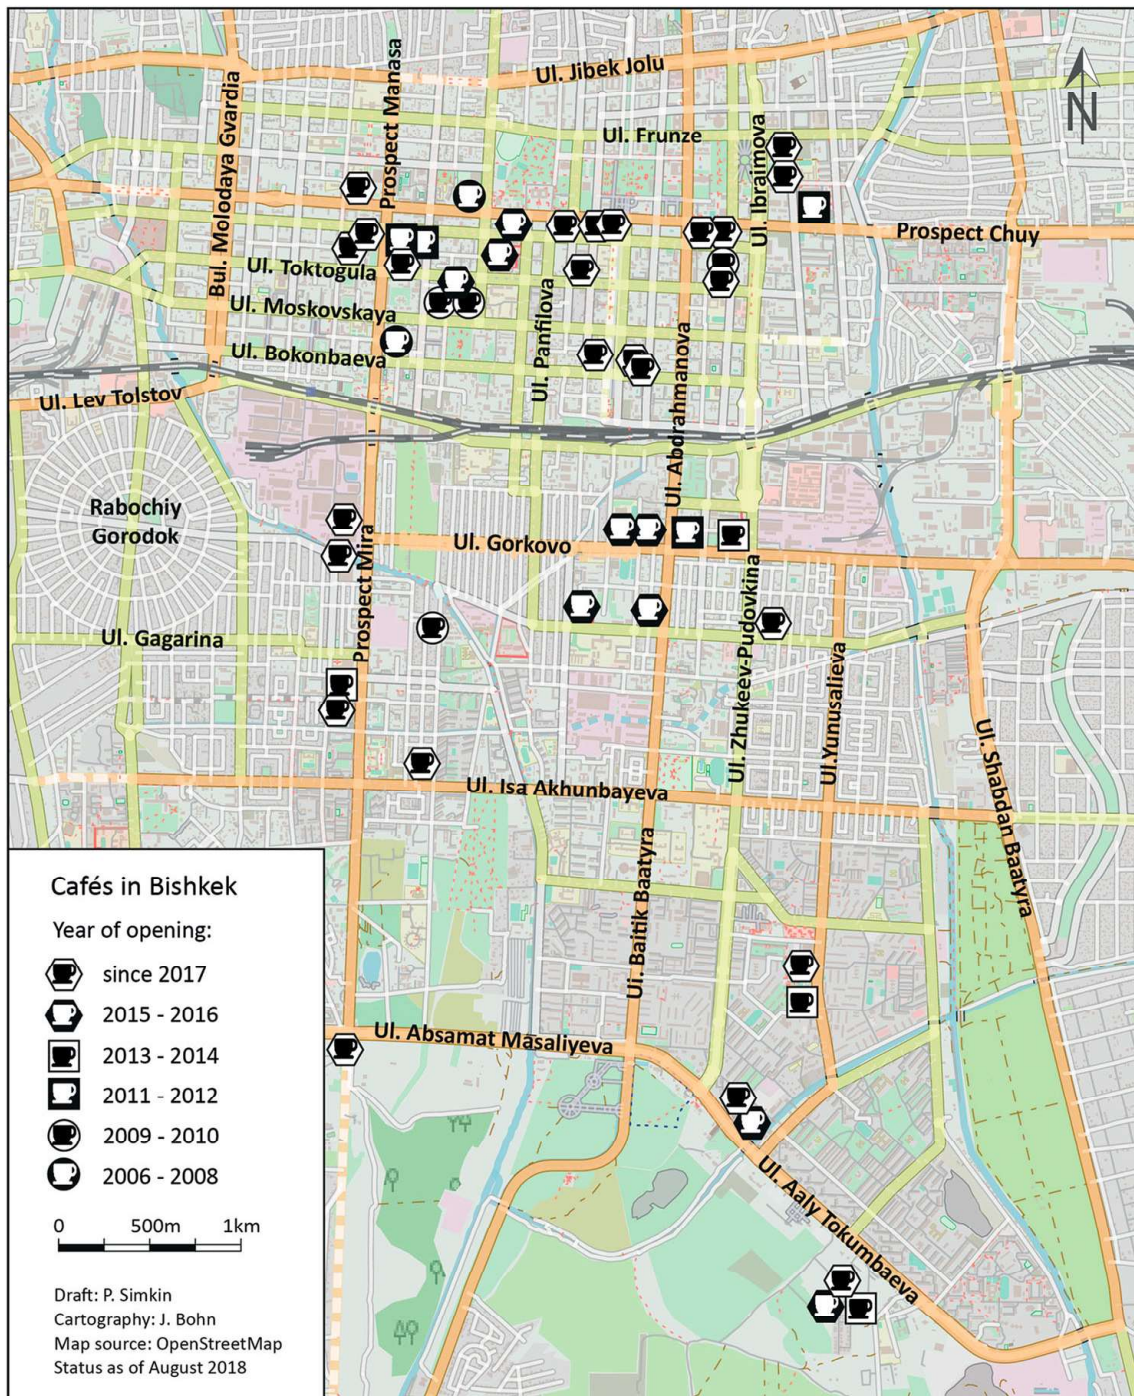 Ul. Jibek Jolu
N
Prospect Manasa
Bul. Molodaya Gvardia
Ul. Frunze
Ul. Ibraimova
Prospect Chuy
Ul. Toktogula
Ul. Moskovskaya
Ul. Bokonbaeva
Ul. Panfilova
Ul. Abdrahmanova
Ul. Lev Tolstov
Rabochiy
Gorodok
Ul. Gorkovo
Prospect Mira
Ul. Gagarina
Ul. Zhukeev-Pudovkina
Ul.Yunusalieva
Ul. Shabdan Baatyra
Ul. Isa Akhunbayeva
Ul. Baitik Baatyra
Ul. Absamat Masaliyeva
Ul. Aaly Tokumbaeva
Cafés in Bishkek
Year of opening:
since 2017
2015 - 2016
2013 - 2014
2011 - 2012
2009 - 2010
2006 - 2008
0 500m 1km
Draft: P. Simkin
Cartography: J. Bohn
Map source: OpenStreetMap
Status as of August 2018